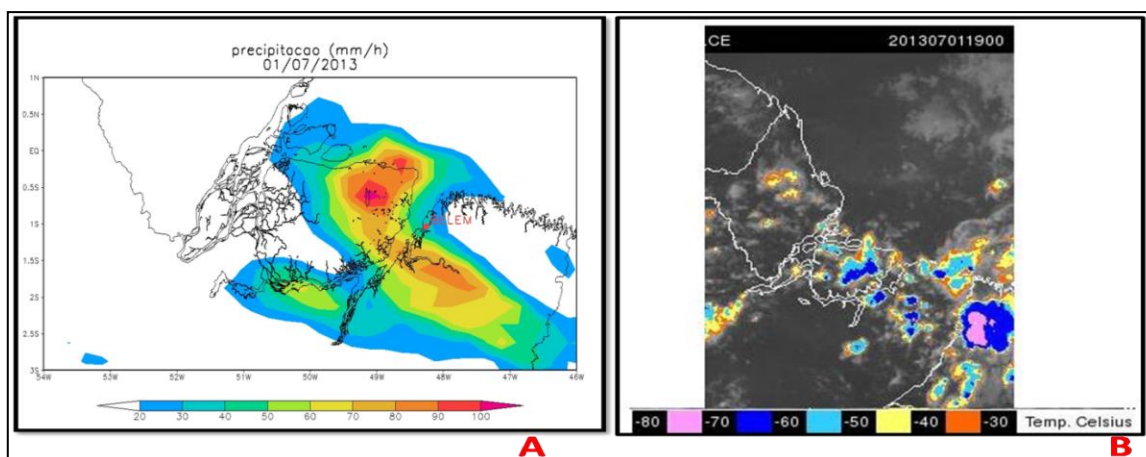 precipitacao (mm/h)
01/07/2013
1N
0.5N
EQ
0.5S
1S
1.5S
2S
2.5S
3S
54W 53W 52W 51W 50W 49W 48W 47W 46W
BELEM
20 30 40 50 60 70 80 90 100
A
.CE 201307011900
-80 -70 -60 -50 -40 -30 Temp. Celsius
B